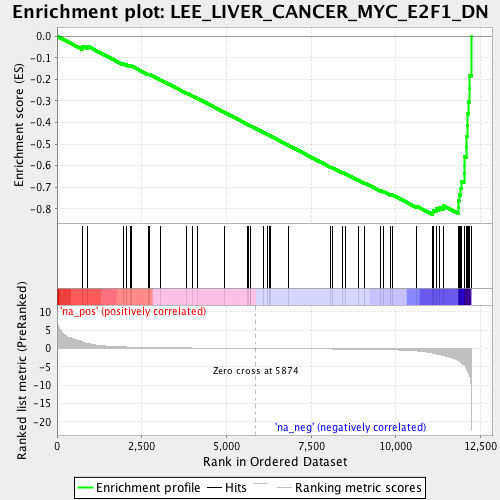 Enrichment plot: LEE_LIVER_CANCER_MYC_E2F1_DN
Enrichment score (ES)
0.0
-0.1
-0.2
-0.3
-0.4
-0.5
-0.6
-0.7
-0.8
Ranked list metric (PreRanked)
10
5
0
-5
-10
-15
-20
'na_pos' (positively correlated)
Zero cross at 5874
'na_neg' (negatively correlated)
0
2,500
5,000
7,500
10,000
12,500
Rank in Ordered Dataset
Enrichment profile
Hits
Ranking metric scores